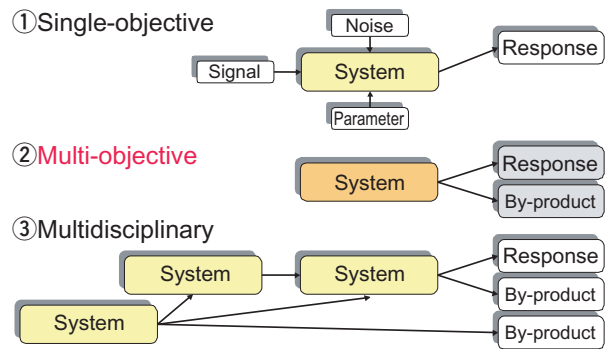 ①Single-objective
Noise
Signal
System
Response
Parameter
②Multi-objective
System
Response
By-product
③Multidisciplinary
System
System
Response
By-product
System
By-product